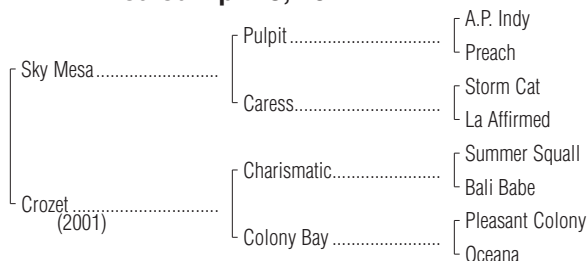 A.P. Indy
Pulpit
Preach
Sky Mesa
Storm Cat
Caress
La Affirmed
Summer Squall
Charismatic
Bali Babe
Crozet
(2001)
Pleasant Colony
Colony Bay
Oceana